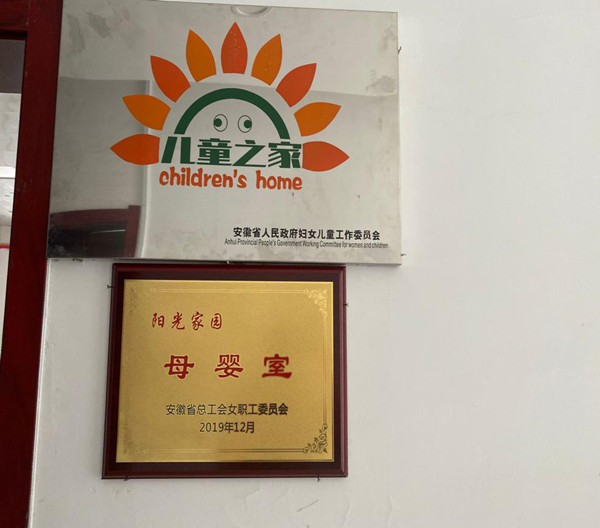 儿童之家
children's home
安徽省人民政府妇女儿童工作委员会
Anhui Provincial People's Government Working Committee for women and children
阳光家园
母婴室
安徽省总工会女职工委员会
2019年12月